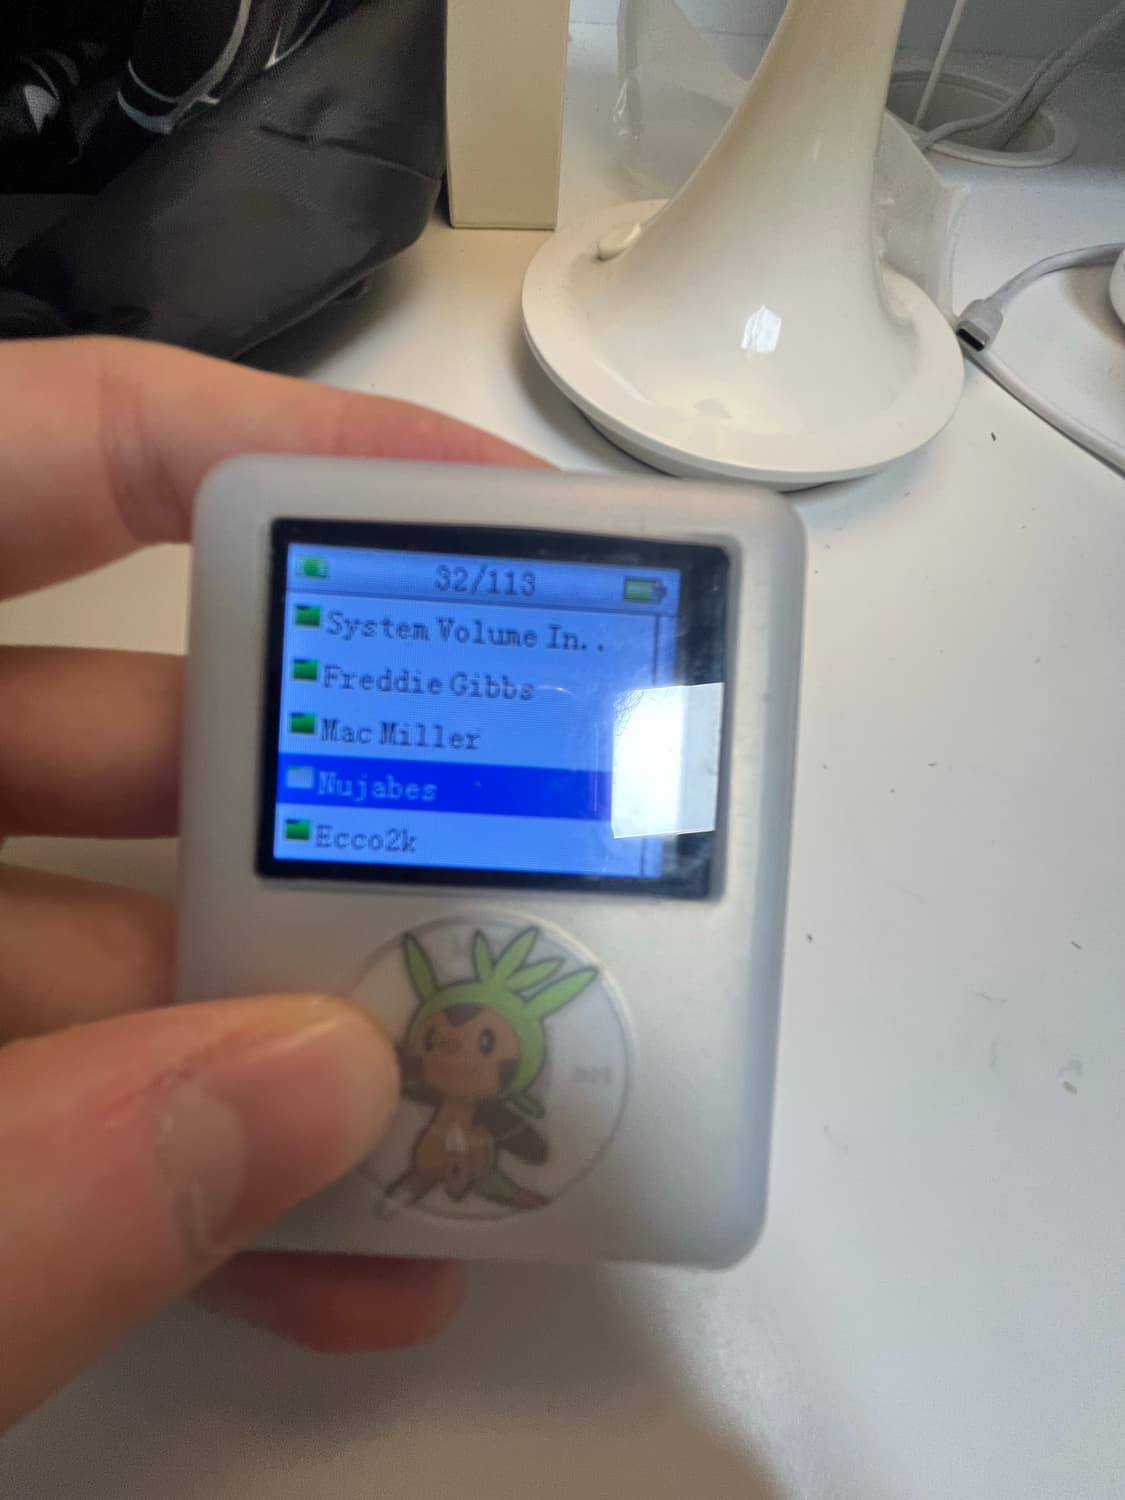 32/113
System Volume In..
Freddie Gibbs
Mac Miller
Nujabes
Ecco2k